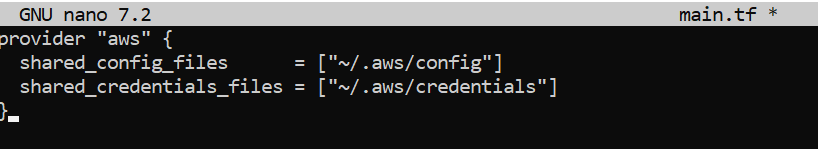 GNU nano 7.2 main.tf *
provider "aws" {
  shared_config_files      = ["~/.aws/config"]
  shared_credentials_files = ["~/.aws/credentials"]
}